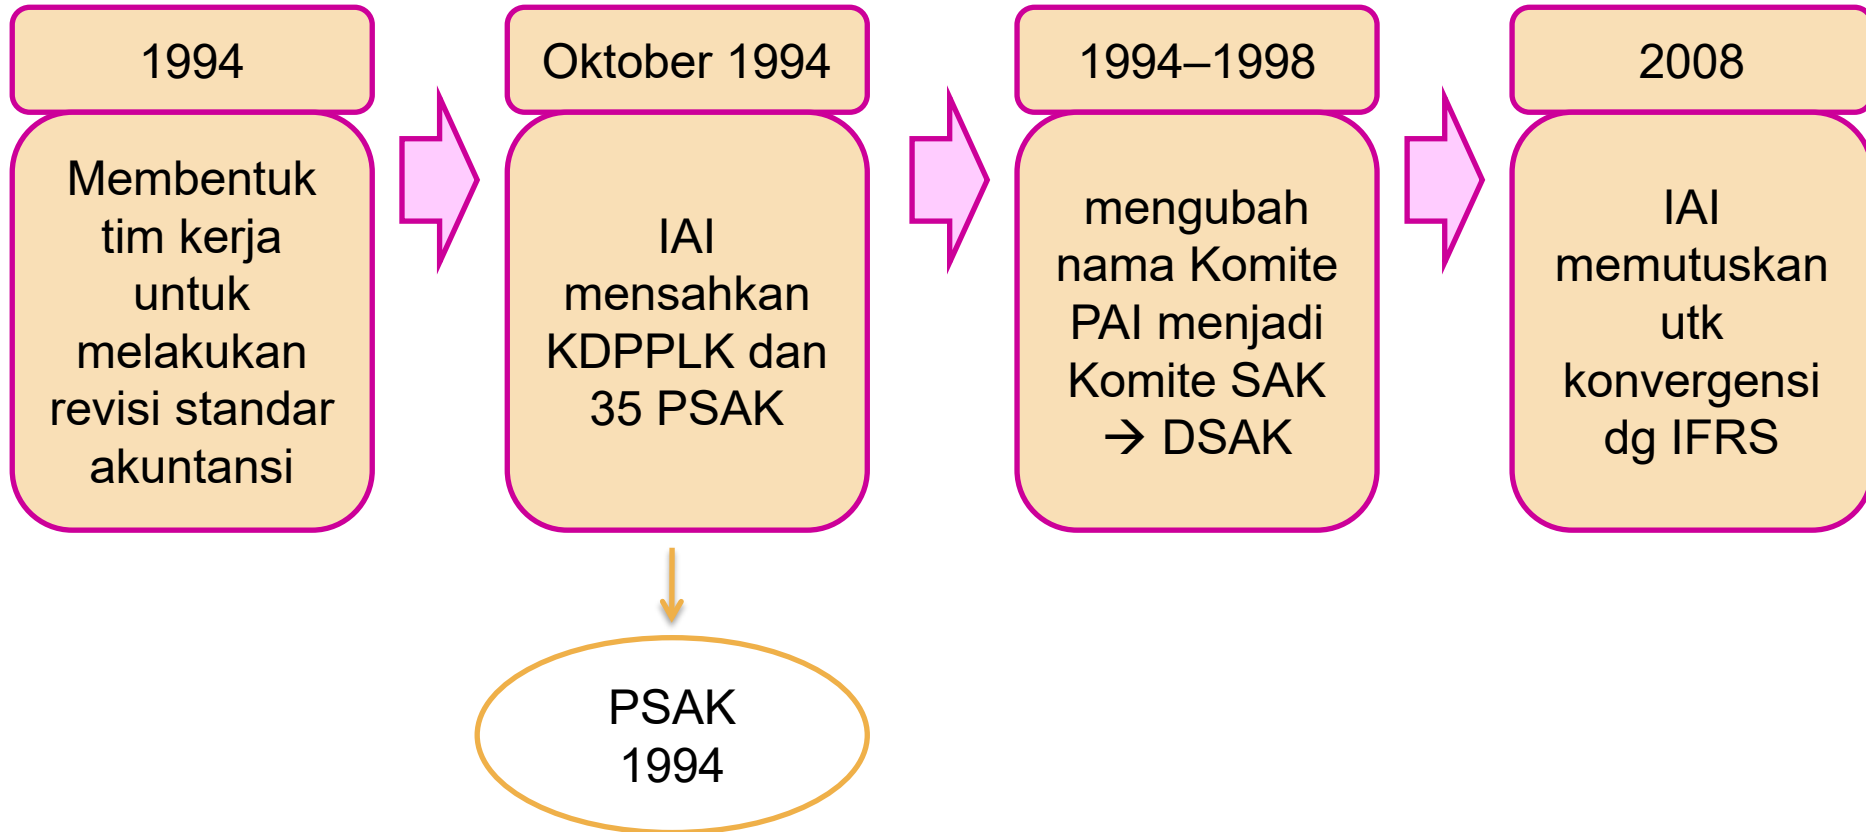 1994
Membentuk
tim kerja
untuk
melakukan
revisi standar
akuntansi
Oktober 1994
IAI
mensahkan
KDPPLK dan
35 PSAK
PSAK
1994
1994–1998
mengubah
nama Komite
PAI menjadi
Komite SAK
→ DSAK
2008
IAI
memutuskan
utk
konvergensi
dg IFRS